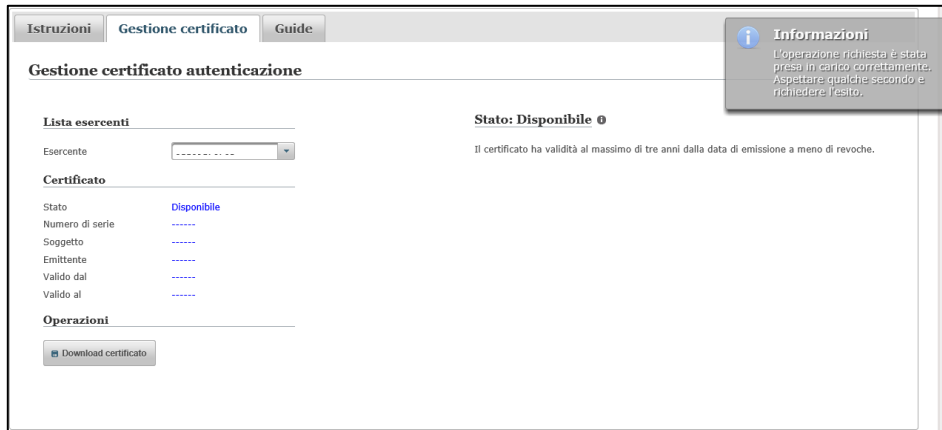 Istruzioni
Gestione certificato
Guide
Informazioni
L'operazione richiesta è stata
presa in carico correttamente.
Aspettare qualche secondo e
richiedere l'esito.
Gestione certificato autenticazione
Lista esercenti
Esercente
Certificato
Stato Disponibile
Numero di serie ------
Soggetto ------
Emittente ------
Valido dal ------
Valido al ------
Operazioni
Download certificato
Stato: Disponibile
Il certificato ha validità al massimo di tre anni dalla data di emissione a meno di revoche.